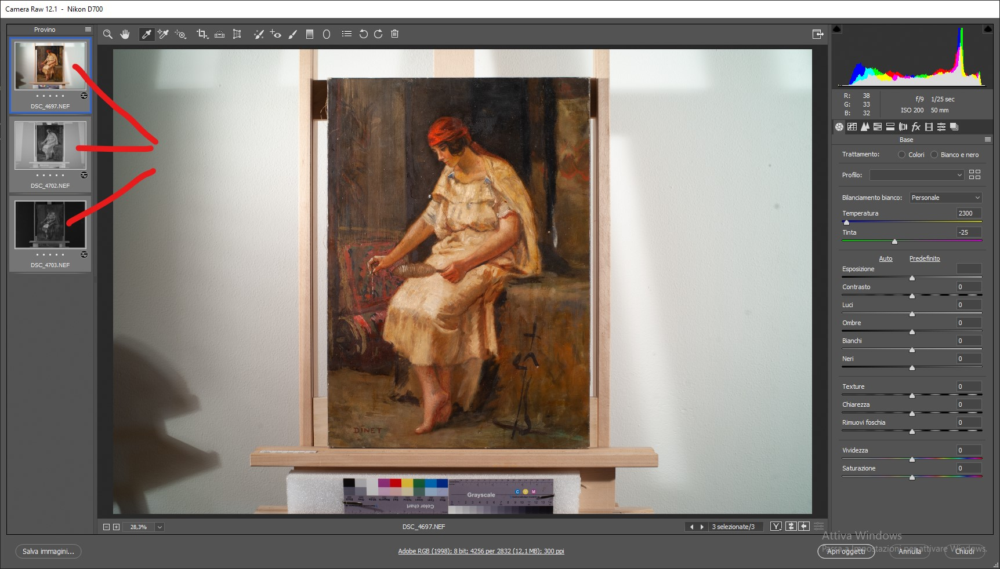 Camera Raw 12.1 - Nikon D700
Provino
DSC_4697.NEF
DSC_4702.NEF
DSC_4703.NEF
DINET
Grayscale
C Y M
Color chart
28,3%
DSC_4697.NEF
3 selezionate/3
Y
Salva immagini...
Adobe RGB (1998); 8 bit; 4256 per 2832 (12,1 MB); 300 ppi
R: 38
G: 33
B: 32
f/9 1/25 sec
ISO 200 50 mm
fx
Base
Trattamento: Colori Bianco e nero
Profilo:
Bilanciamento bianco: Personale
Temperatura 2300
Tinta -25
Auto Predefinito
Esposizione
Contrasto 0
Luci 0
Ombre 0
Bianchi 0
Neri 0
Texture 0
Chiarezza 0
Rimuovi foschia 0
Vividezza 0
Saturazione 0
Attiva Windows
Passa a Impostazioni per attivare Windows.
Apri oggetti Annulla Chiudi